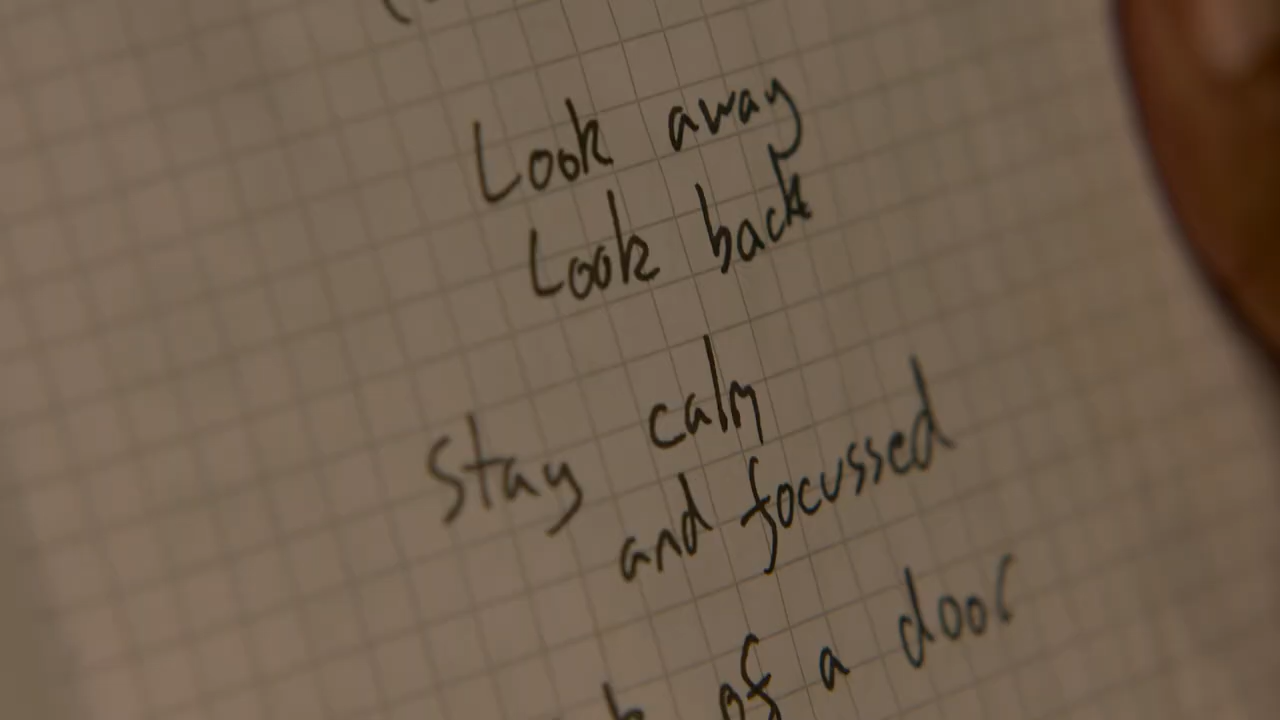 Look away
Look back
Stay calm
and focussed
of a door